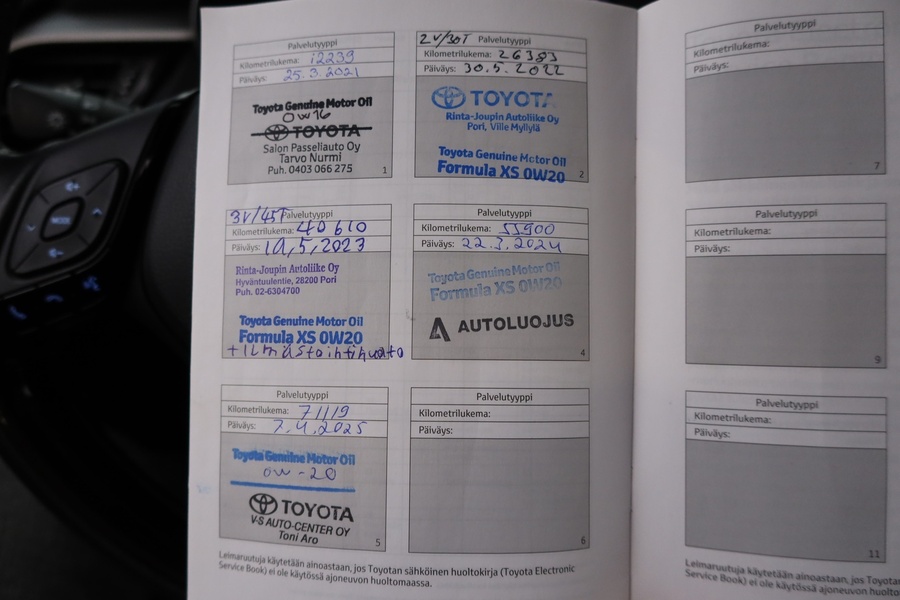 Palvelutyyppi
Kilometrilukema: 12239
Päiväys: 25.3.2021
Toyota Genuine Motor Oil
0W16
TOYOTA
Salon Passeliauto Oy
Tarvo Nurmi
Puh. 0403 066 275
1
2V/30T Palvelutyyppi
Kilometrilukema: 26383
Päiväys: 30.5.2022
TOYOTA
Rinta-Joupin Autoliike Oy
Pori, Ville Myllylä
Toyota Genuine Motor Oil
Formula XS 0W20
2
3V/45T Palvelutyyppi
Kilometrilukema: 40610
Päiväys: 10,5,2023
Rinta-Joupin Autoliike Oy
Hyväntuulentie, 28200 Pori
Puh. 02-6304700
Toyota Genuine Motor Oil
Formula XS 0W20
+ilmastointihuolto
Palvelutyyppi
Kilometrilukema: 55900
Päiväys: 22.3.2024
Toyota Genuine Motor Oil
Formula XS 0W20
AUTOLUOJUS
4
Palvelutyyppi
Kilometrilukema: 71119
Päiväys: 7.4.2025
Toyota Genuine Motor Oil
0W-20
TOYOTA
V-S AUTO-CENTER OY
Toni Aro
5
Palvelutyyppi
Kilometrilukema:
Päiväys:
6
Leimaruutuja käytetään ainoastaan, jos Toyotan sähköinen huoltokirja (Toyota Electronic
Service Book) ei ole käytössä ajoneuvon huoltomaassa.
Palvelutyyppi
Kilometrilukema:
Päiväys:
7
Palvelutyyppi
Kilometrilukema:
Päiväys:
9
Palvelutyyppi
Kilometrilukema:
Päiväys:
11
Leimaruutuja käytetään ainoastaan, jos Toyotan
Service Book) ei ole käytössä ajoneuvon
MODE